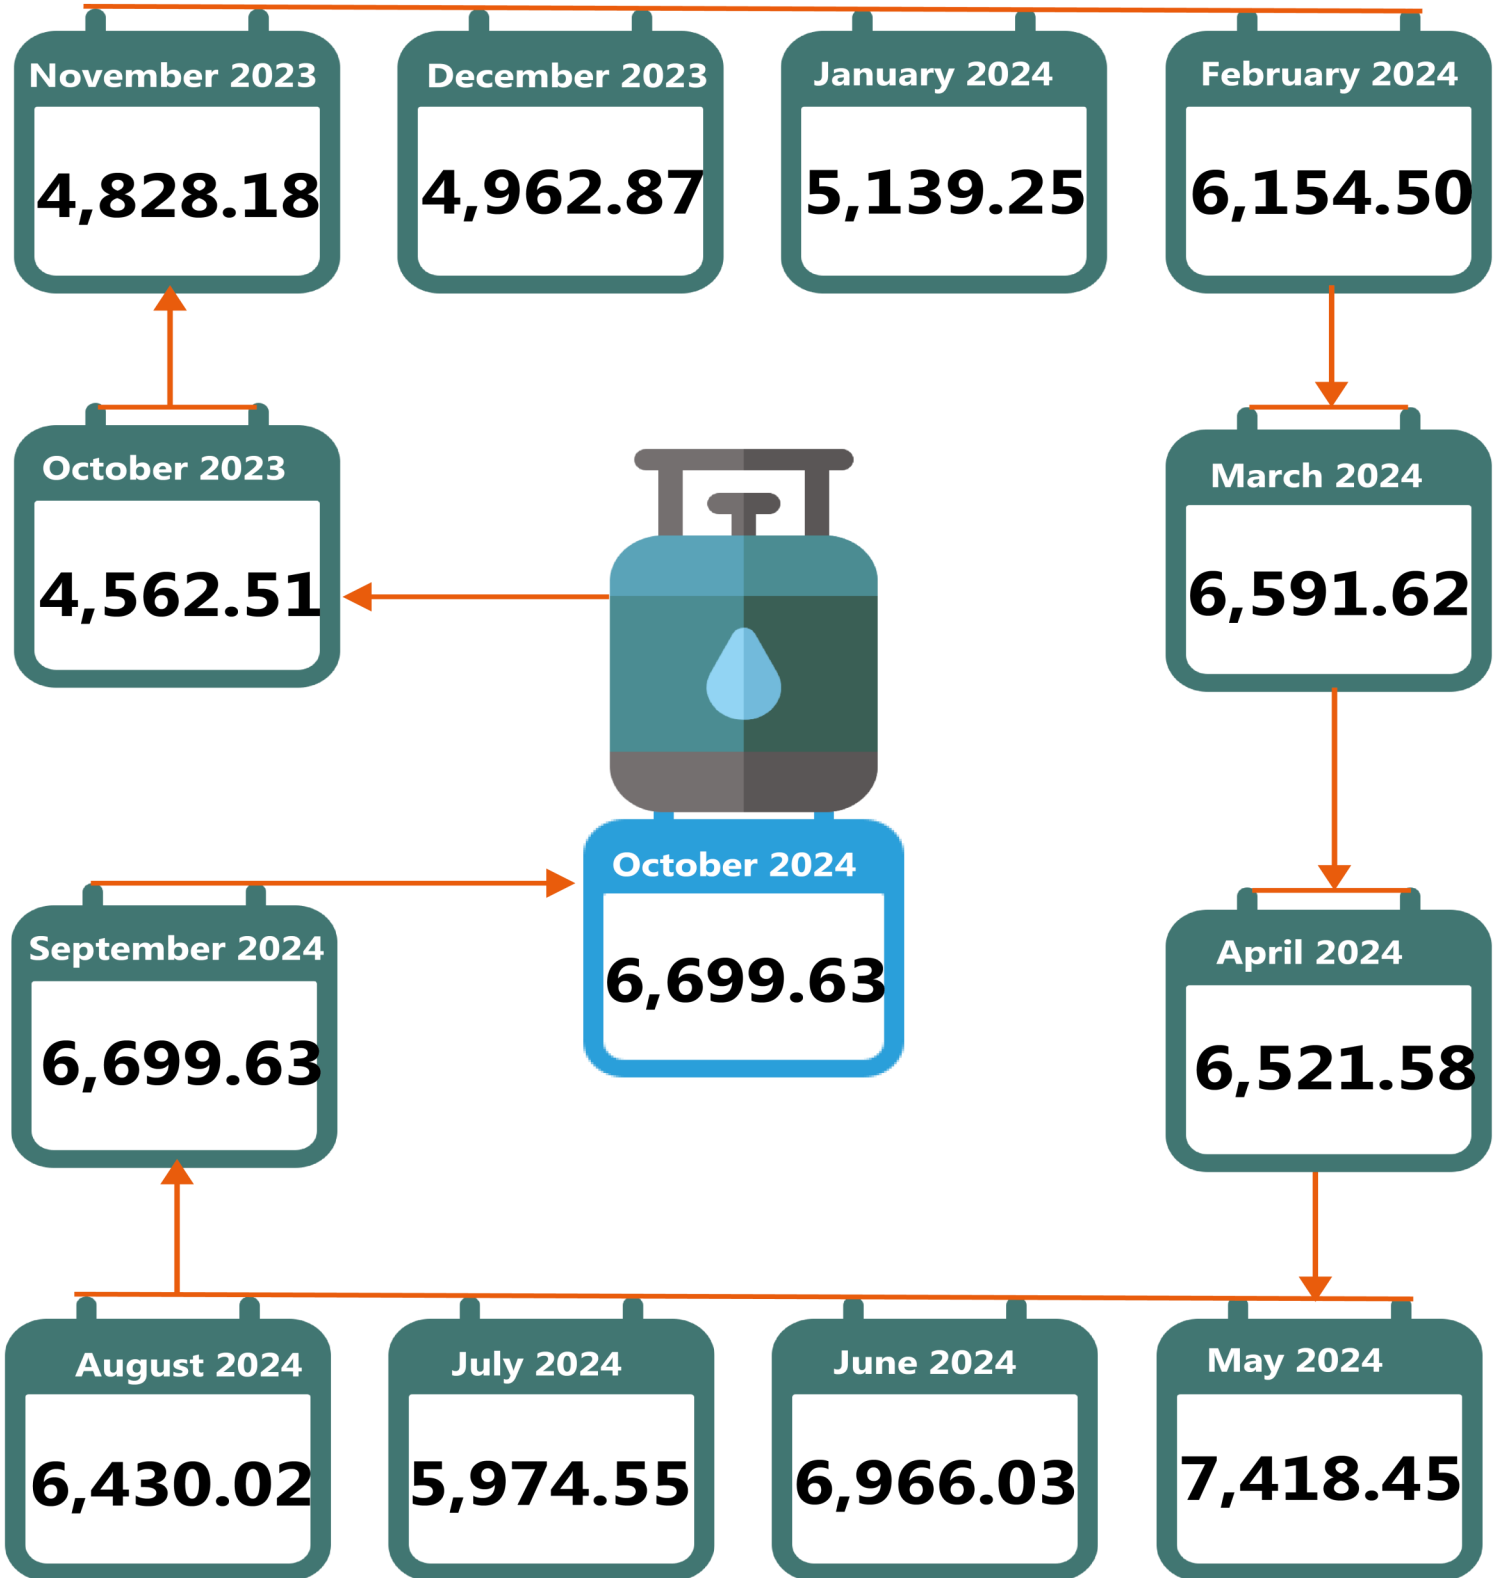 November 2023
4,828.18
December 2023
4,962.87
January 2024
5,139.25
February 2024
6,154.50
October 2023
4,562.51
March 2024
6,591.62
September 2024
6,699.63
October 2024
6,699.63
April 2024
6,521.58
August 2024
6,430.02
July 2024
5,974.55
June 2024
6,966.03
May 2024
7,418.45